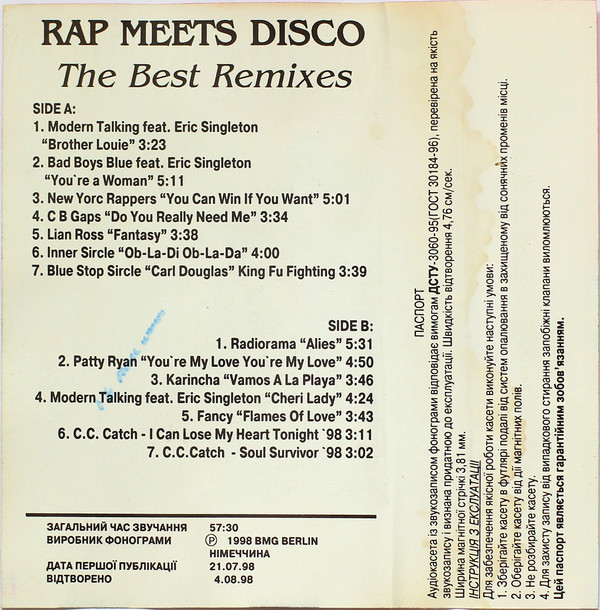 RAP MEETS DISCO
The Best Remixes
SIDE A:
1. Modern Talking feat. Eric Singleton
"Brother Louie" 3:23
2. Bad Boys Blue feat. Eric Singleton
"You`re a Woman" 5:11
3. New Yorc Rappers "You Can Win If You Want" 5:01
4. C B Gaps "Do You Really Need Me" 3:34
5. Lian Ross "Fantasy" 3:38
6. Inner Sircle "Ob-La-Di Ob-La-Da" 4:00
7. Blue Stop Sircle "Carl Douglas" King Fu Fighting 3:39
SIDE B:
1. Radiorama "Alies" 5:31
2. Patty Ryan "You`re My Love You`re My Love" 4:50
3. Karincha "Vamos A La Playa" 3:46
4. Modern Talking feat. Eric Singleton "Cheri Lady" 4:24
5. Fancy "Flames Of Love" 3:43
6. C.C. Catch - I Can Lose My Heart Tonight `98 3:11
7. C.C.Catch - Soul Survivor `98 3:02
ЗАГАЛЬНИЙ ЧАС ЗВУЧАННЯ 57:30
ВИРОБНИК ФОНОГРАМИ Ⓟ 1998 BMG BERLIN
НІМЕЧЧИНА
ДАТА ПЕРШОЇ ПУБЛІКАЦІЇ 21.07.98
ВІДТВОРЕНО 4.08.98
ПАСПОРТ
Аудіокасета із звукозаписом фонограми відповідає вимогам ДСТУ-3060-95(ГОСТ 30184-96), перевірена на якість
звукозапису і визнана придатною до експлуатації. Швидкість відтворення 4,76 см/сек.
Ширина магнітної стрічкі 3,81 мм.
ІНСТРУКЦІЯ З ЕКСПЛУАТАЦІЇ
Для забезпечення якісної роботи касети виконуйте наступні умови:
1. Зберігайте касету в футлярі подалі від систем опалювання в захищеному від сонячних променів місці.
2. Оберігайте касету від дії магнітних полів.
3. Не розбирайте касету.
4. Для захисту запису від випадкового стирання запобіжні клапани виломлюються.
Цей паспорт являється гарантійним зобов'язанням.